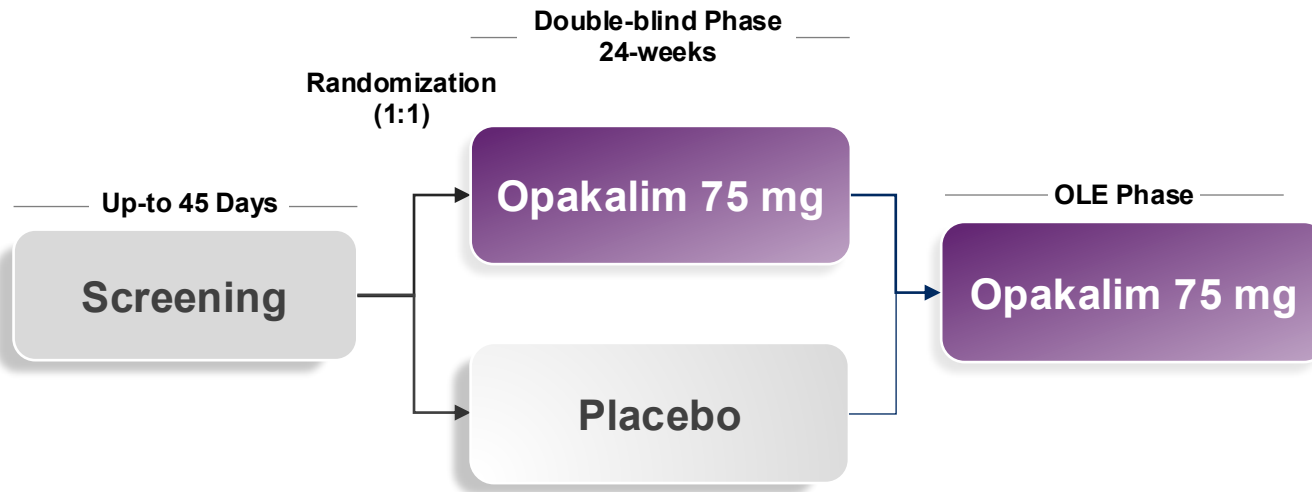 Double-blind Phase
24-weeks
Randomization
(1:1)
Opakalim 75 mg
Up-to 45 Days
OLE Phase
Screening
Opakalim 75 mg
Placebo